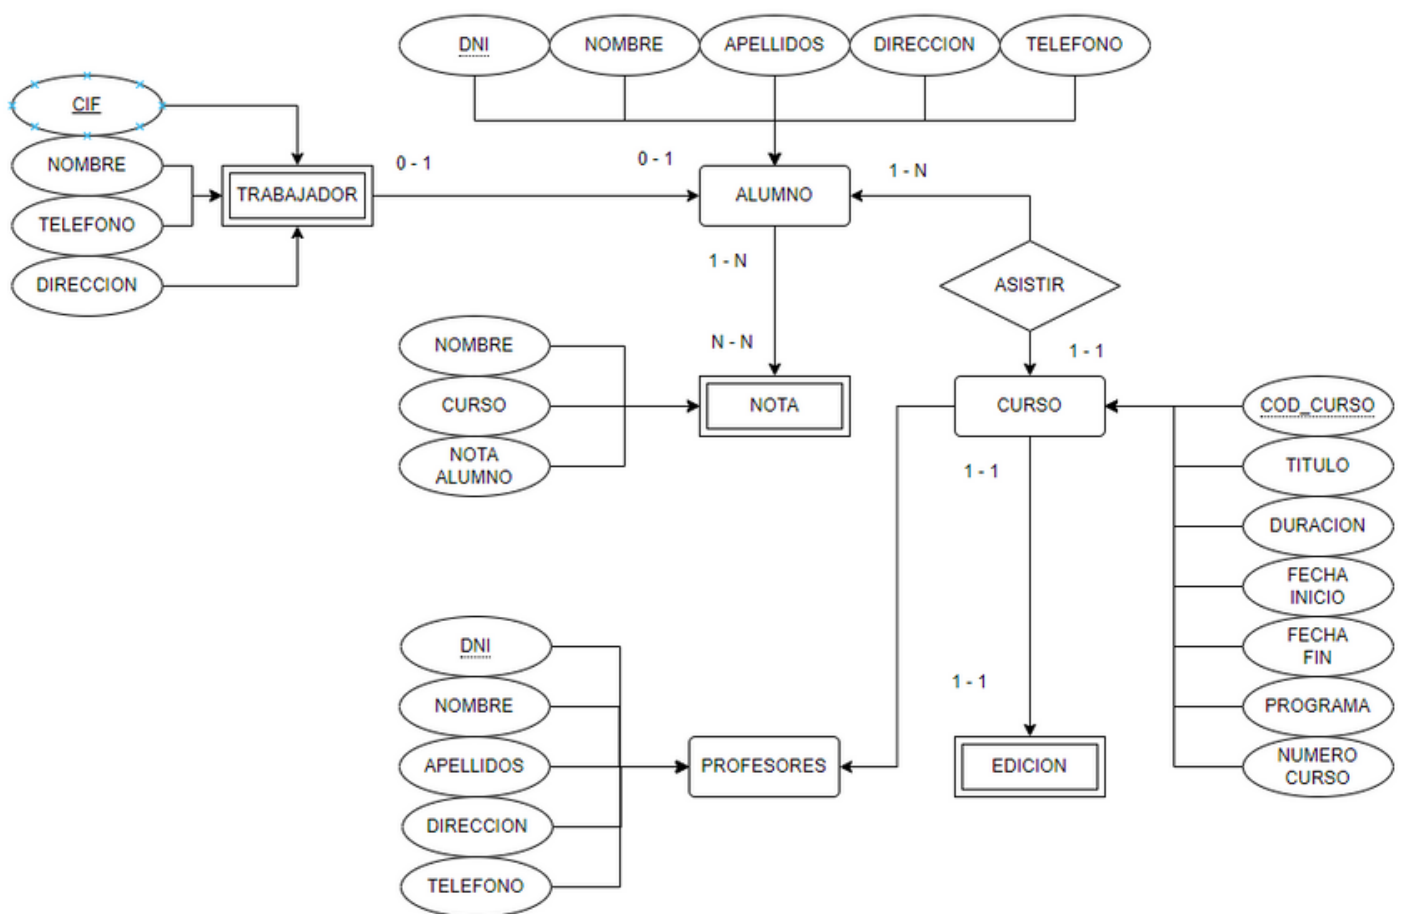 DNI
NOMBRE
APELLIDOS
DIRECCION
TELEFONO
CIF
NOMBRE
TELEFONO
DIRECCION
TRABAJADOR
0 - 1
0 - 1
ALUMNO
1 - N
1 - N
N - N
ASISTIR
1 - 1
NOMBRE
CURSO
NOTA
ALUMNO
NOTA
CURSO
1 - 1
1 - 1
COD_CURSO
TITULO
DURACION
FECHA
INICIO
FECHA
FIN
PROGRAMA
NUMERO
CURSO
DNI
NOMBRE
APELLIDOS
DIRECCION
TELEFONO
PROFESORES
EDICION